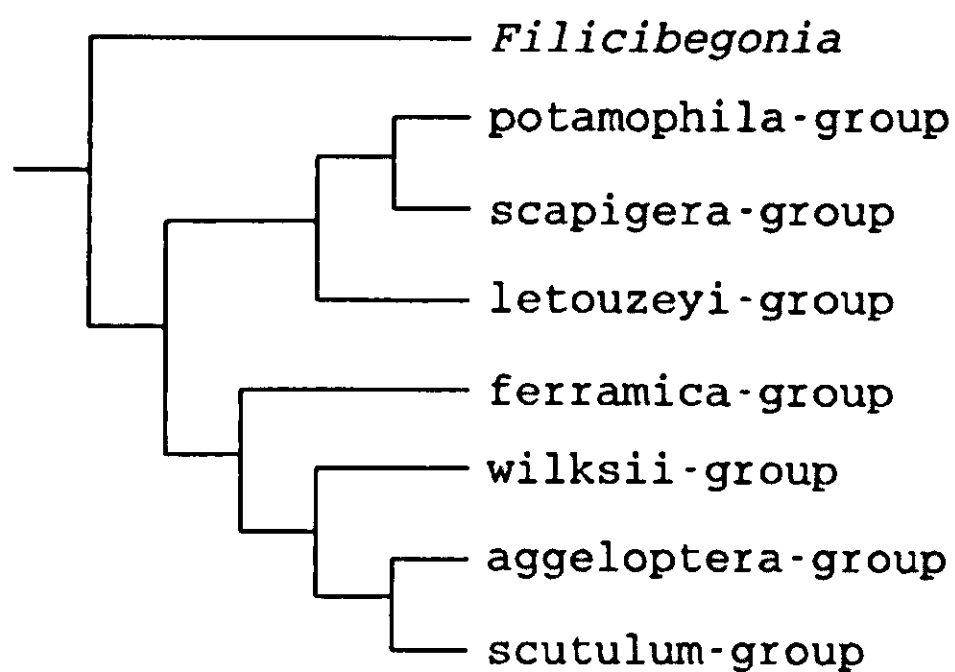 Filicibegonia
potamophila-group
scapigera-group
letouzeyi-group
ferramica-group
wilksii-group
aggeloptera-group
scutulum-group